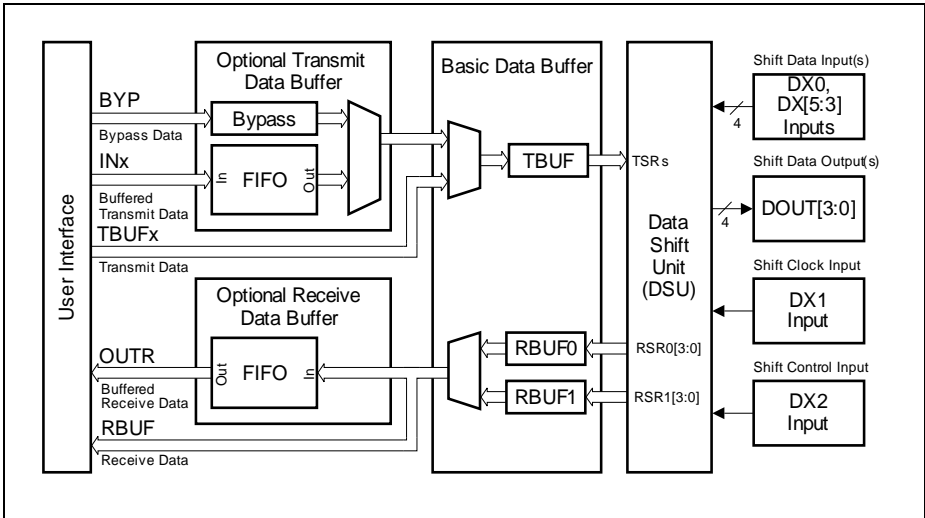 User Interface
BYP
Bypass Data
INx
Buffered
Transmit Data
TBUFx
Transmit Data
OUTR
Buffered
Receive Data
RBUF
Receive Data
Optional Transmit
Data Buffer
Bypass
In
FIFO
Out
Optional Receive
Data Buffer
Out
FIFO
In
Basic Data Buffer
TBUF
RBUF0
RBUF1
TSRs
Data
Shift
Unit
(DSU)
RSR0[3:0]
RSR1[3:0]
Shift Data Input(s)
DX0,
DX[5:3]
Inputs
4
Shift Data Output(s)
DOUT[3:0]
4
Shift Clock Input
DX1
Input
Shift Control Input
DX2
Input